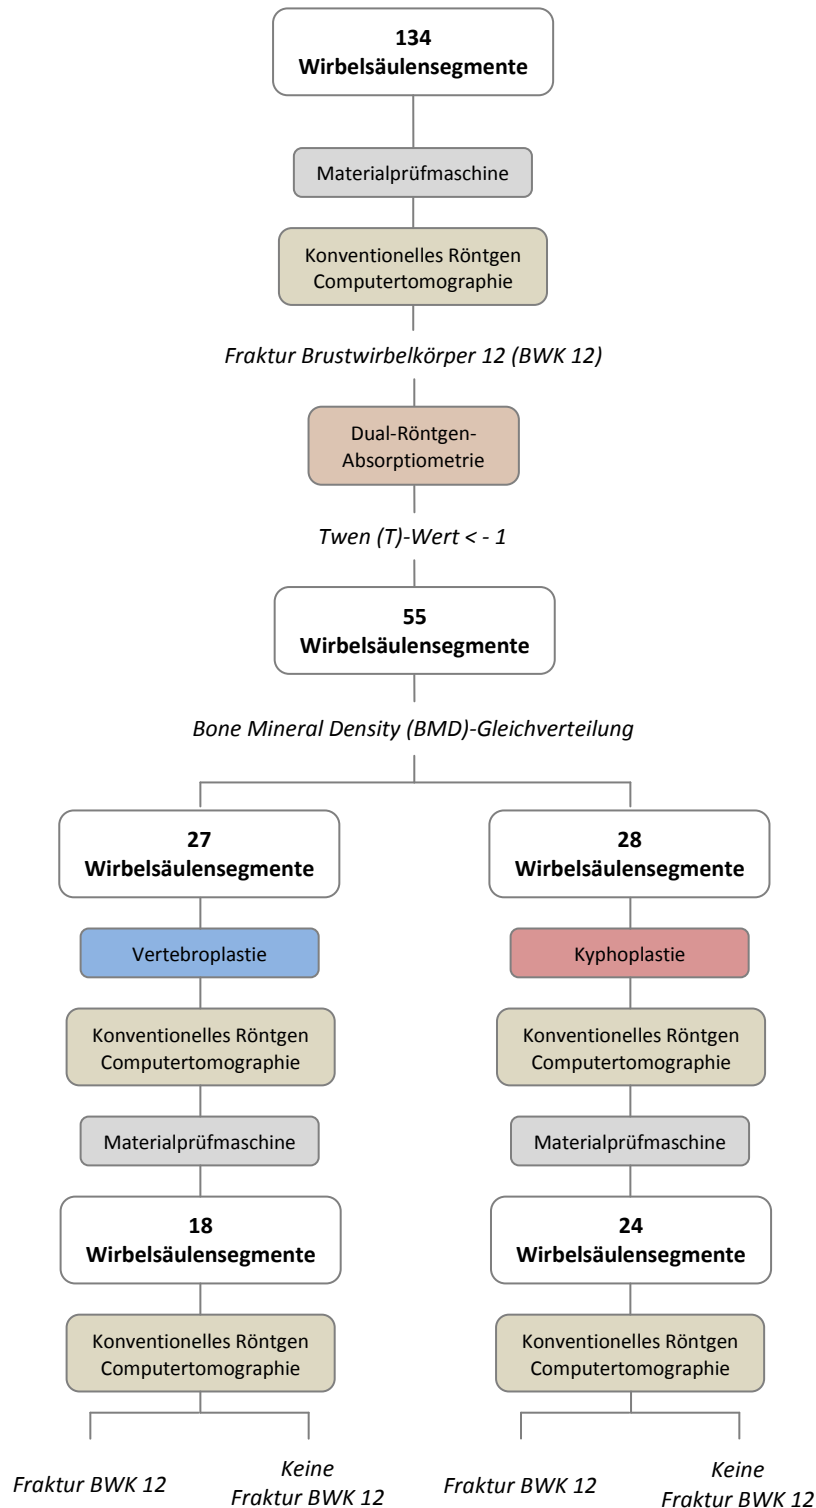 134
Wirbelsäulensegmente
Materialprüfmaschine
Konventionelles Röntgen
Computertomographie
Fraktur Brustwirbelkörper 12 (BWK 12)
Dual-Röntgen-
Absorptiometrie
Twen (T)-Wert < - 1
55
Wirbelsäulensegmente
Bone Mineral Density (BMD)-Gleichverteilung
27
Wirbelsäulensegmente
28
Wirbelsäulensegmente
Vertebroplastie
Kyphoplastie
Konventionelles Röntgen
Computertomographie
Konventionelles Röntgen
Computertomographie
Materialprüfmaschine
Materialprüfmaschine
18
Wirbelsäulensegmente
24
Wirbelsäulensegmente
Konventionelles Röntgen
Computertomographie
Konventionelles Röntgen
Computertomographie
Fraktur BWK 12
Keine
Fraktur BWK 12
Fraktur BWK 12
Keine
Fraktur BWK 12